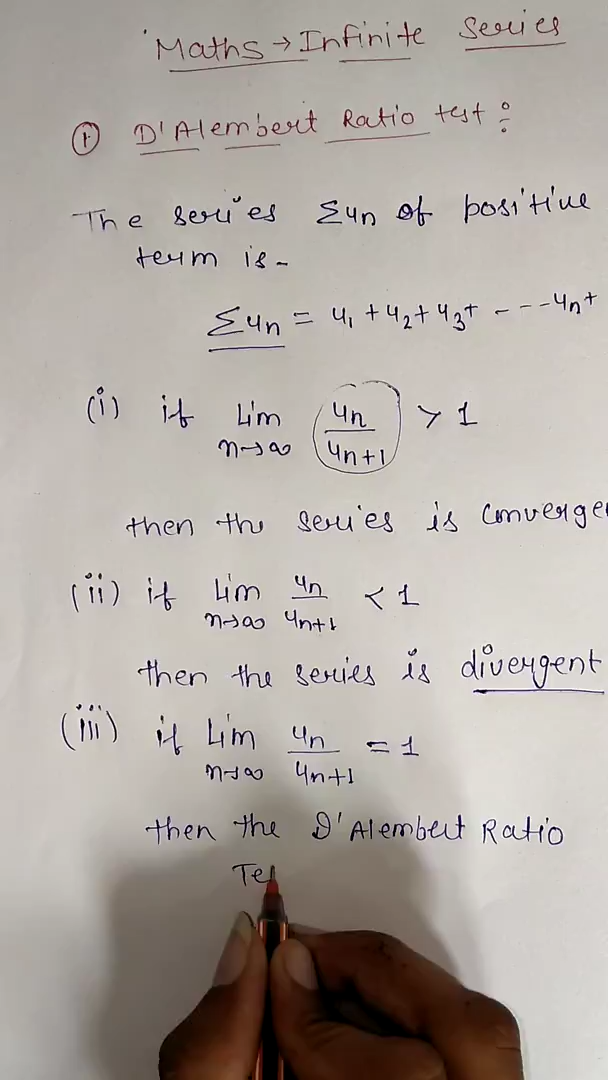 Maths → Infinite Series
① D'Alembert Ratio test :
The series Σun of positive
term is -
Σun = u1 + u2 + u3 + - - - un +
(i) if Lim n→∞ un/un+1 > 1
then the series is converge
(ii) if Lim n→∞ un/un+1 < 1
then the series is divergent
(iii) if Lim n→∞ un/un+1 = 1
then the D'Alembert Ratio
Te